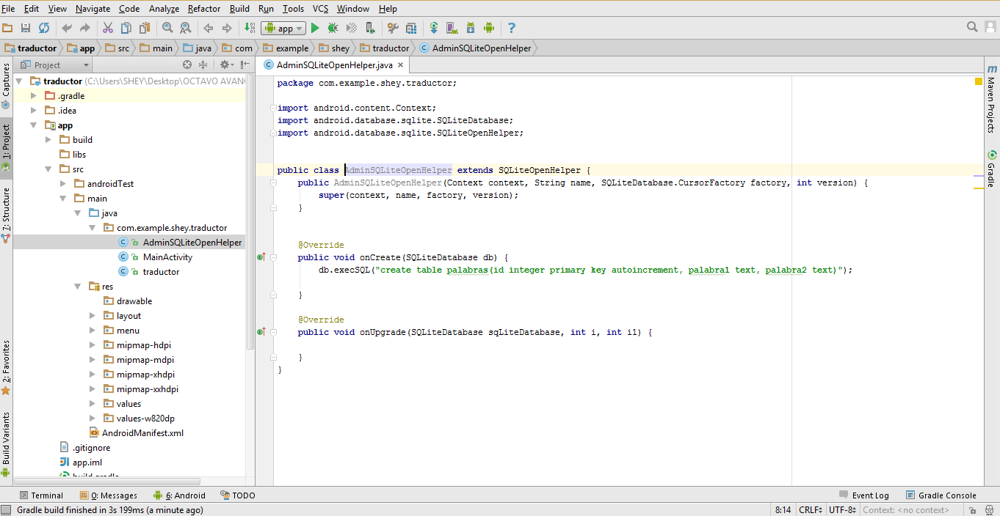 File Edit View Navigate Code Analyze Refactor Build Run Tools VCS Window Help
app
traductor app src main java com example shey traductor AdminSQLiteOpenHelper
Project
AdminSQLiteOpenHelper.java
Captures
1: Project
7: Structure
2: Favorites
Build Variants
traductor (C:\Users\SHEY\Desktop\OCTAVO AVAN
.gradle
.idea
app
build
libs
src
androidTest
main
java
com.example.shey.traductor
AdminSQLiteOpenHelper
MainActivity
traductor
res
drawable
layout
menu
mipmap-hdpi
mipmap-mdpi
mipmap-xhdpi
mipmap-xxhdpi
values
values-w820dp
AndroidManifest.xml
.gitignore
app.iml
build.gradle
package com.example.shey.traductor;
import android.content.Context;
import android.database.sqlite.SQLiteDatabase;
import android.database.sqlite.SQLiteOpenHelper;
public class AdminSQLiteOpenHelper extends SQLiteOpenHelper {
public AdminSQLiteOpenHelper(Context context, String name, SQLiteDatabase.CursorFactory factory, int version) {
super(context, name, factory, version);
}
@Override
public void onCreate(SQLiteDatabase db) {
db.execSQL("create table palabras(id integer primary key autoincrement, palabra1 text, palabra2 text)");
}
@Override
public void onUpgrade(SQLiteDatabase sqLiteDatabase, int i, int i1) {
}
}
m
Maven Projects
Gradle
Terminal 0: Messages 6: Android TODO Event Log Gradle Console
Gradle build finished in 3s 199ms (a minute ago) 8:14 CRLF UTF-8 Context: <no context>